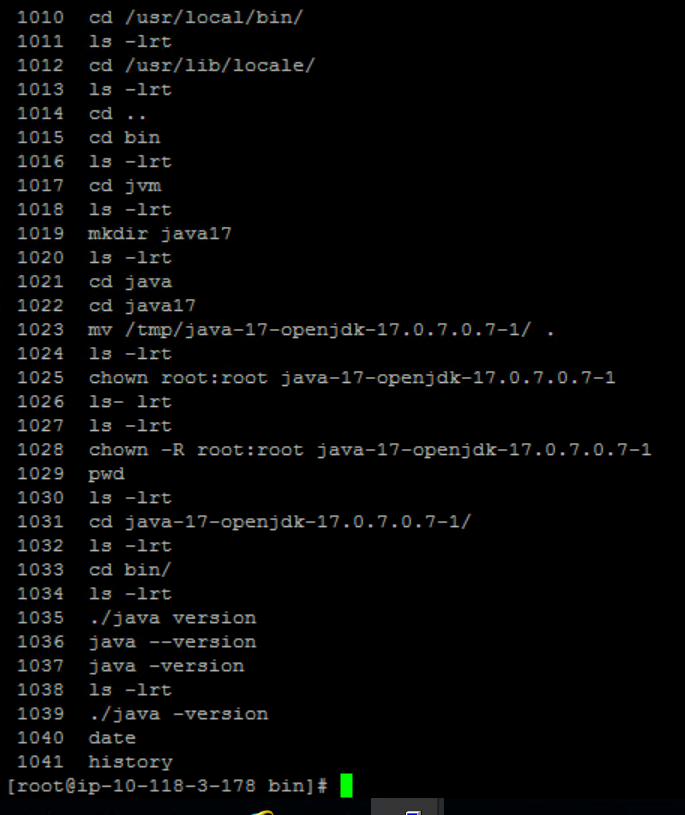 1010 cd /usr/local/bin/
1011 ls -lrt
1012 cd /usr/lib/locale/
1013 ls -lrt
1014 cd ..
1015 cd bin
1016 ls -lrt
1017 cd jvm
1018 ls -lrt
1019 mkdir java17
1020 ls -lrt
1021 cd java
1022 cd java17
1023 mv /tmp/java-17-openjdk-17.0.7.0.7-1/ .
1024 ls -lrt
1025 chown root:root java-17-openjdk-17.0.7.0.7-1
1026 ls- lrt
1027 ls -lrt
1028 chown -R root:root java-17-openjdk-17.0.7.0.7-1
1029 pwd
1030 ls -lrt
1031 cd java-17-openjdk-17.0.7.0.7-1/
1032 ls -lrt
1033 cd bin/
1034 ls -lrt
1035 ./java version
1036 java --version
1037 java -version
1038 ls -lrt
1039 ./java -version
1040 date
1041 history
[root@ip-10-118-3-178 bin]#